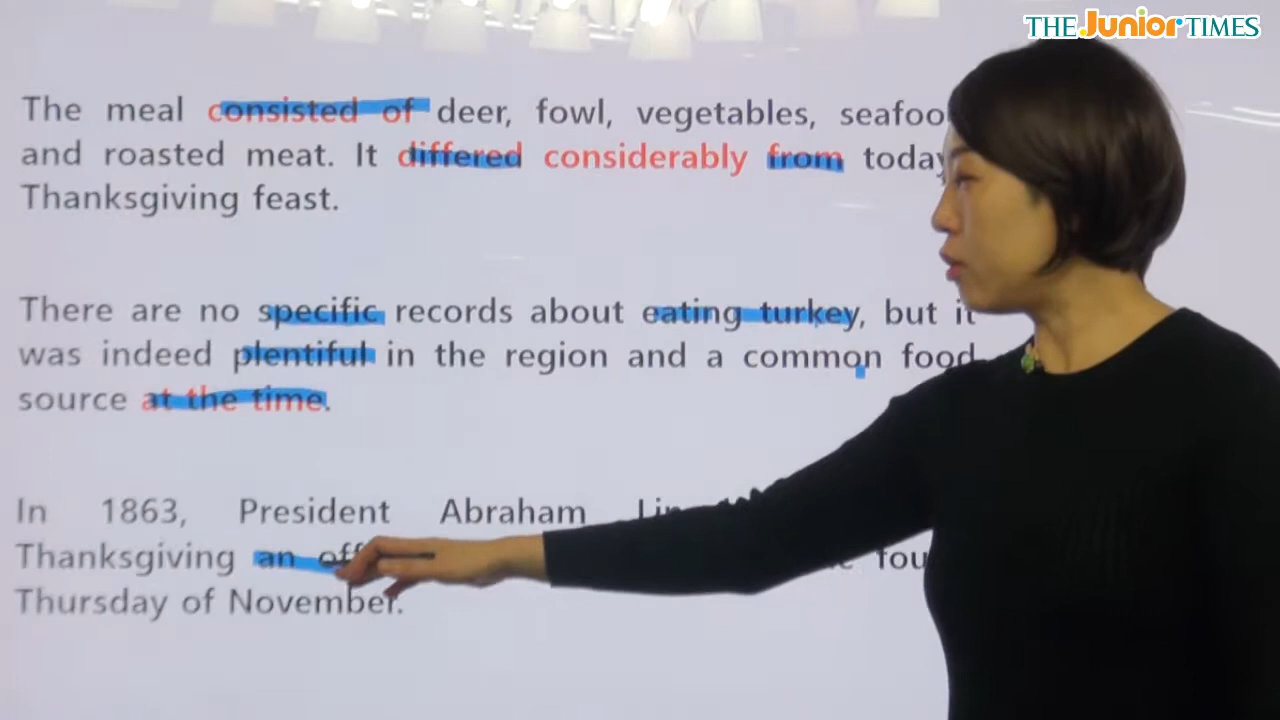 THE Junior TIMES
The meal consisted of deer, fowl, vegetables,
and roasted meat. It differed considerably from
Thanksgiving feast.
There are no specific records about eating turkey, but it
was indeed plentiful in the region and a common food
source at the time.
In 1863, President Abraham
Thanksgiving an
Thursday of November.